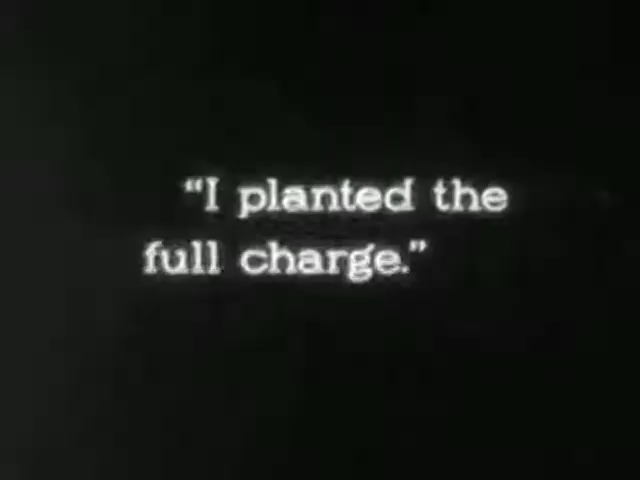 “I planted the
full charge.”